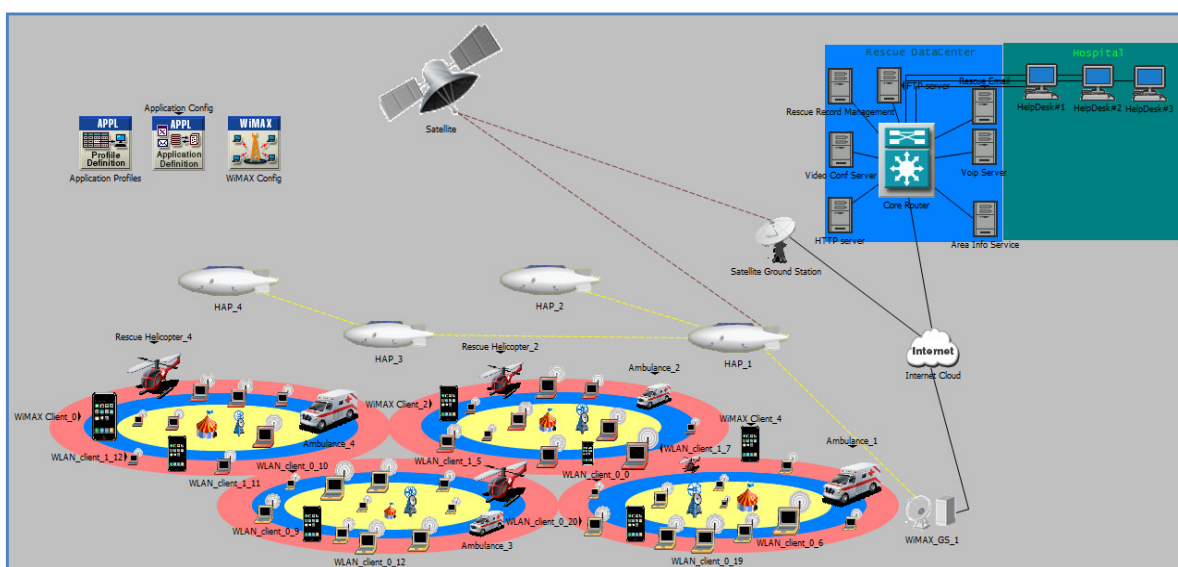 Rescue DataCenter
Hospital
Application Config
APPL
Profile
Definition
Application Profiles
APPL
Application
Definition
WiMAX
WiMAX Config
Satellite
FTP server
Rescue Email
HelpDesk#1
HelpDesk#2
HelpDesk#3
Rescue Record Management
Video Conf Server
Voip Server
Core Router
HTTP server
Area Info Service
Satellite Ground Station
HAP_4
HAP_2
HAP_3
HAP_1
Internet
Internet Cloud
Rescue Helicopter_4
Rescue Helicopter_2
Ambulance_2
WiMAX Client_0
WiMAX Client_2
WiMAX Client_4
Ambulance_4
Ambulance_1
WLAN_client_1_12
WLAN_client_0_10
WLAN_client_1_5
WLAN_client_1_7
WLAN_client_0_0
WLAN_client_1_11
WLAN_client_0_9
WLAN_client_0_20
Ambulance_3
WLAN_client_0_6
WLAN_client_0_12
WLAN_client_0_19
WiMAX_GS_1